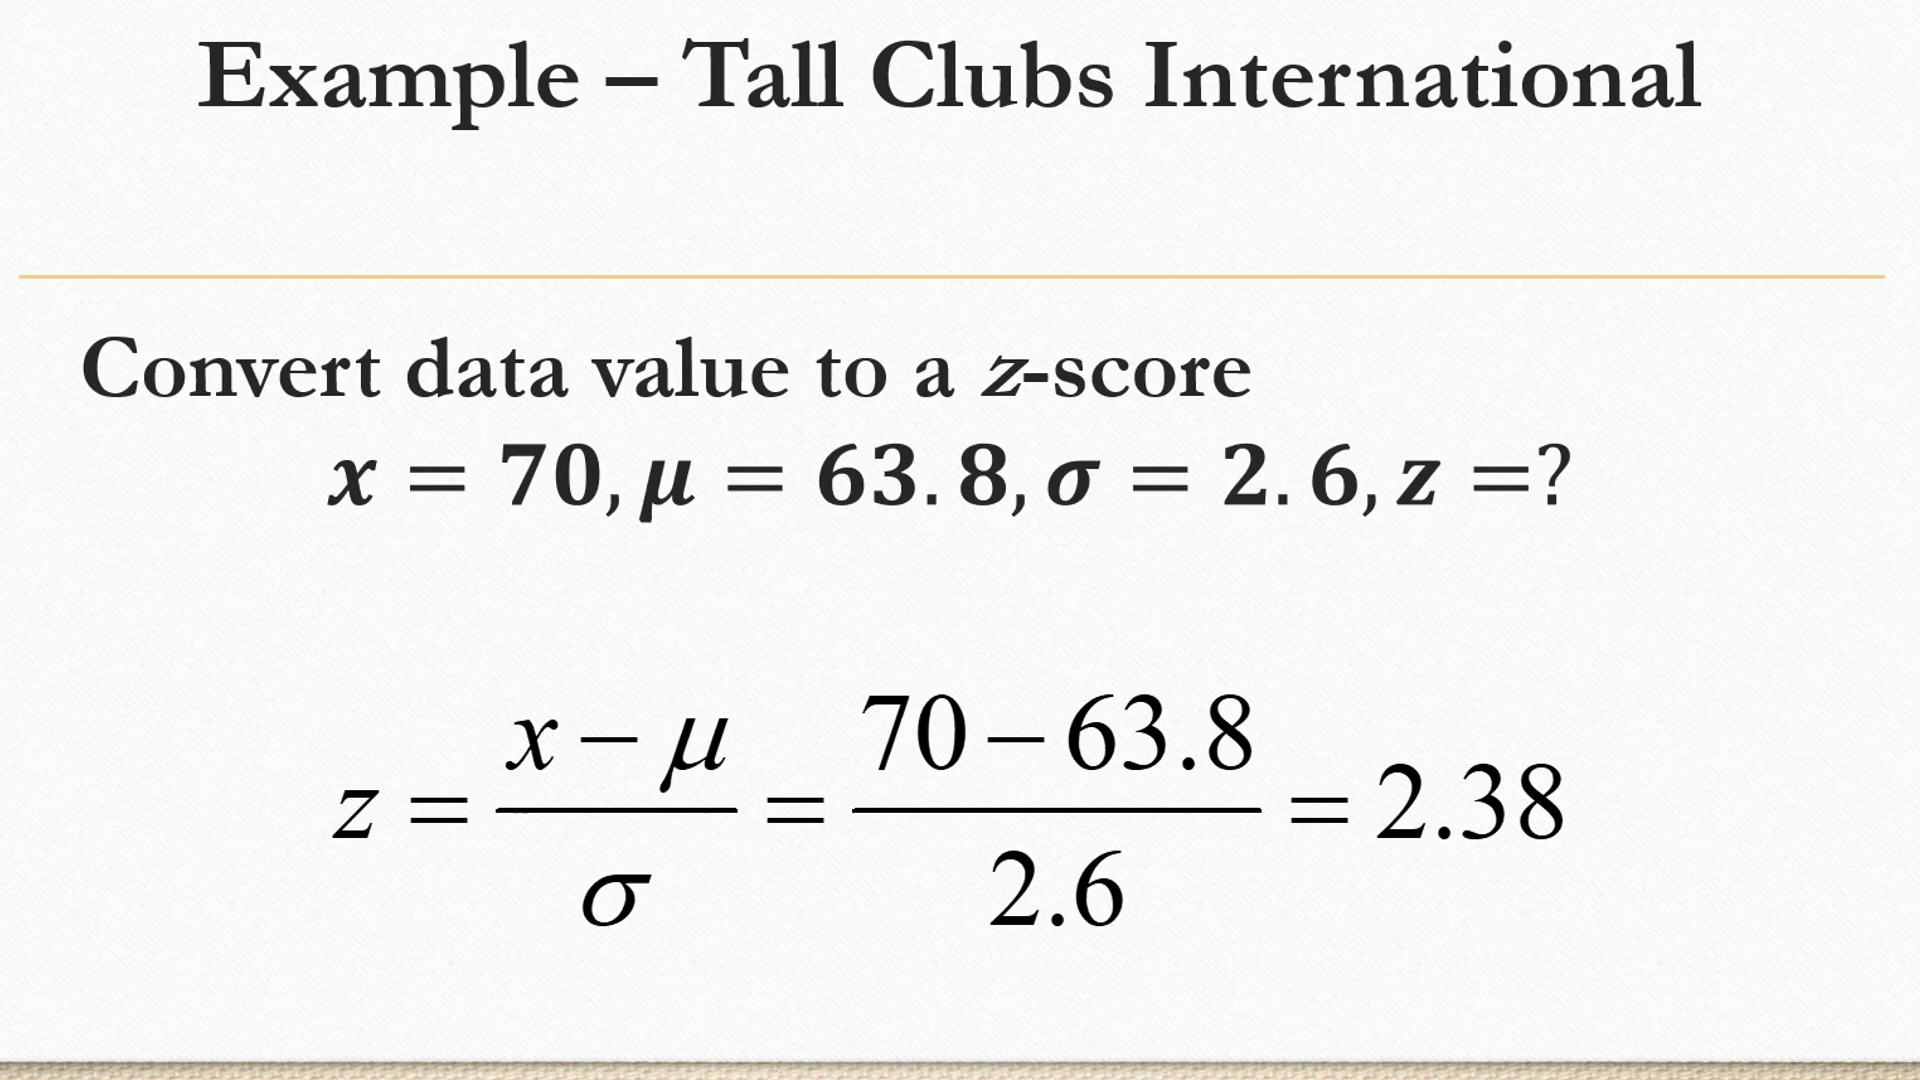 Example – Tall Clubs International
Convert data value to a z-score
x = 70, μ = 63.8, σ = 2.6, z =?
z = (x − μ)/σ = (70 − 63.8)/2.6 = 2.38